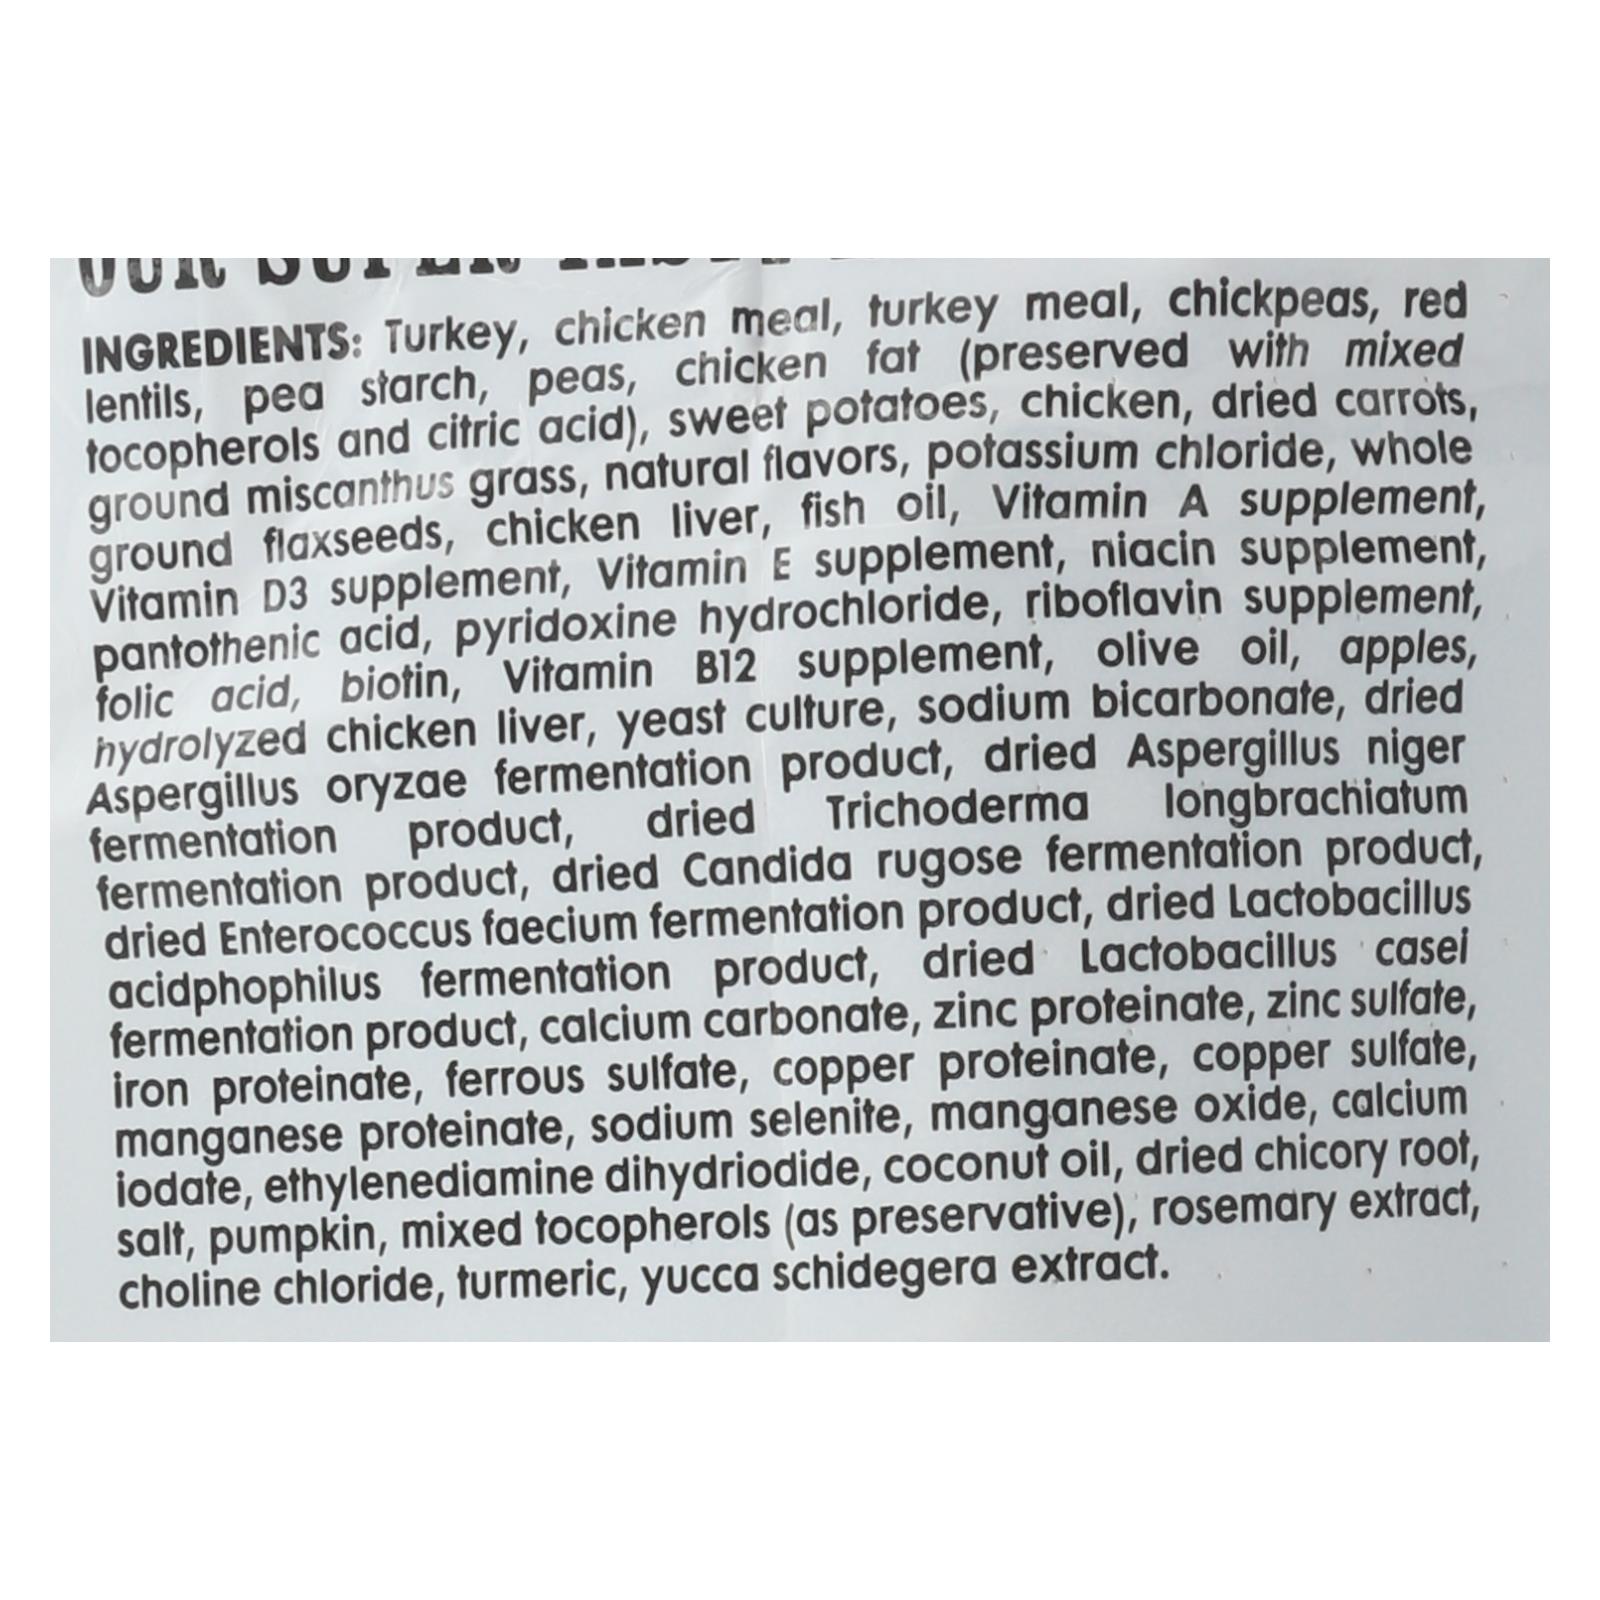 OUR SUPER
INGREDIENTS: Turkey, chicken meal, turkey meal, chickpeas, red
lentils, pea starch, peas, chicken fat (preserved with mixed
tocopherols and citric acid), sweet potatoes, chicken, dried carrots,
ground miscanthus grass, natural flavors, potassium chloride, whole
ground flaxseeds, chicken liver, fish oil, Vitamin A supplement,
Vitamin D3 supplement, Vitamin E supplement, niacin supplement,
pantothenic acid, pyridoxine hydrochloride, riboflavin supplement,
folic acid, biotin, Vitamin B12 supplement, olive oil, apples,
hydrolyzed chicken liver, yeast culture, sodium bicarbonate, dried
Aspergillus oryzae fermentation product, dried Aspergillus niger
fermentation product, dried Trichoderma longbrachiatum
fermentation product, dried Candida rugose fermentation product,
dried Enterococcus faecium fermentation product, dried Lactobacillus
acidphophilus fermentation product, dried Lactobacillus casei
fermentation product, calcium carbonate, zinc proteinate, zinc sulfate,
iron proteinate, ferrous sulfate, copper proteinate, copper sulfate,
manganese proteinate, sodium selenite, manganese oxide, calcium
iodate, ethylenediamine dihydriodide, coconut oil, dried chicory root,
salt, pumpkin, mixed tocopherols (as preservative), rosemary extract,
choline chloride, turmeric, yucca schidegera extract.